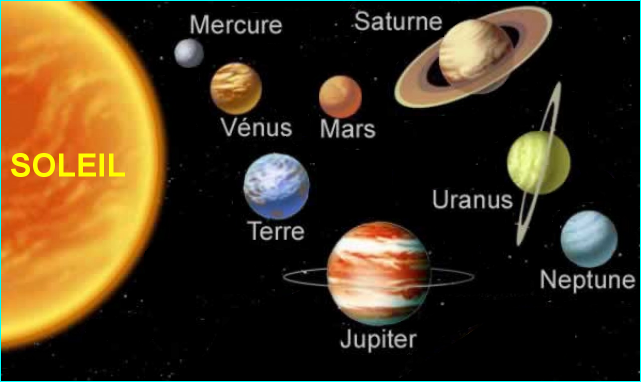 Mercure
Saturne
Vénus
Mars
SOLEIL
Uranus
Terre
Neptune
Jupiter